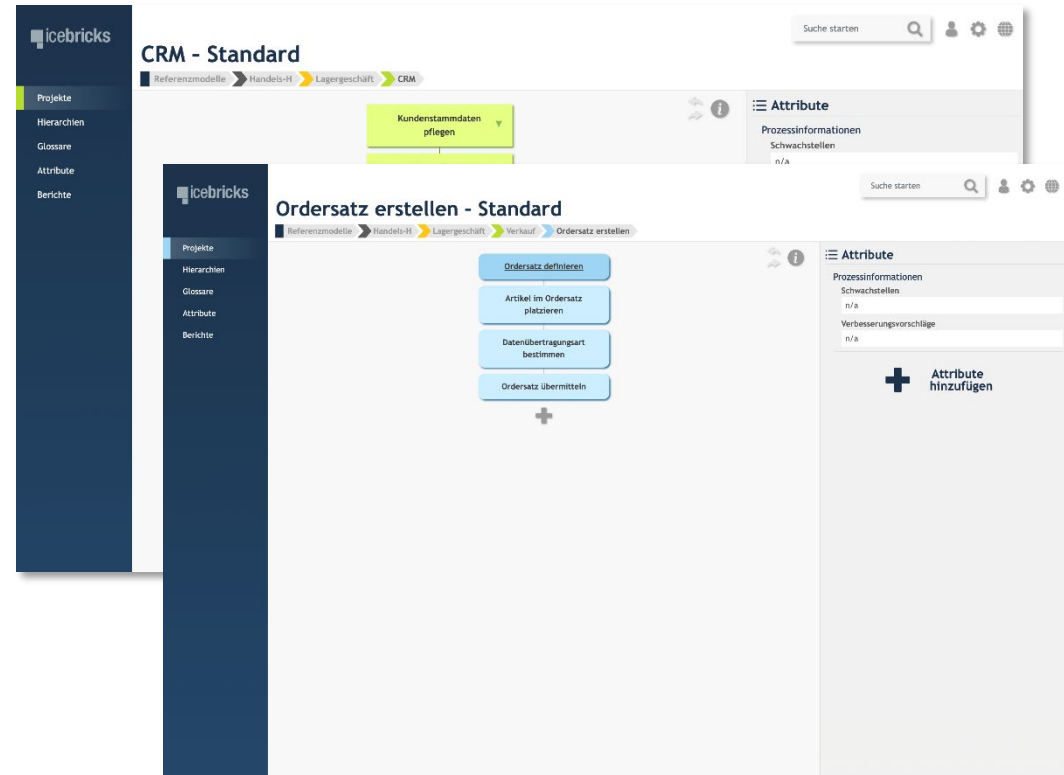 icebricks
Suche starten
CRM - Standard
Referenzmodelle Handels-H Lagergeschäft CRM
Projekte
Hierarchien
Glossare
Attribute
Berichte
Kundenstammdaten
pflegen
Attribute
Prozessinformationen
Schwachstellen
n/a
icebricks
Suche starten
Ordersatz erstellen - Standard
Referenzmodelle Handels-H Lagergeschäft Verkauf Ordersatz erstellen
Projekte
Hierarchien
Glossare
Attribute
Berichte
Ordersatz definieren
Artikel im Ordersatz
platzieren
Datenübertragungsart
bestimmen
Ordersatz übermitteln
Attribute
Prozessinformationen
Schwachstellen
n/a
Verbesserungsvorschläge
n/a
Attribute
hinzufügen